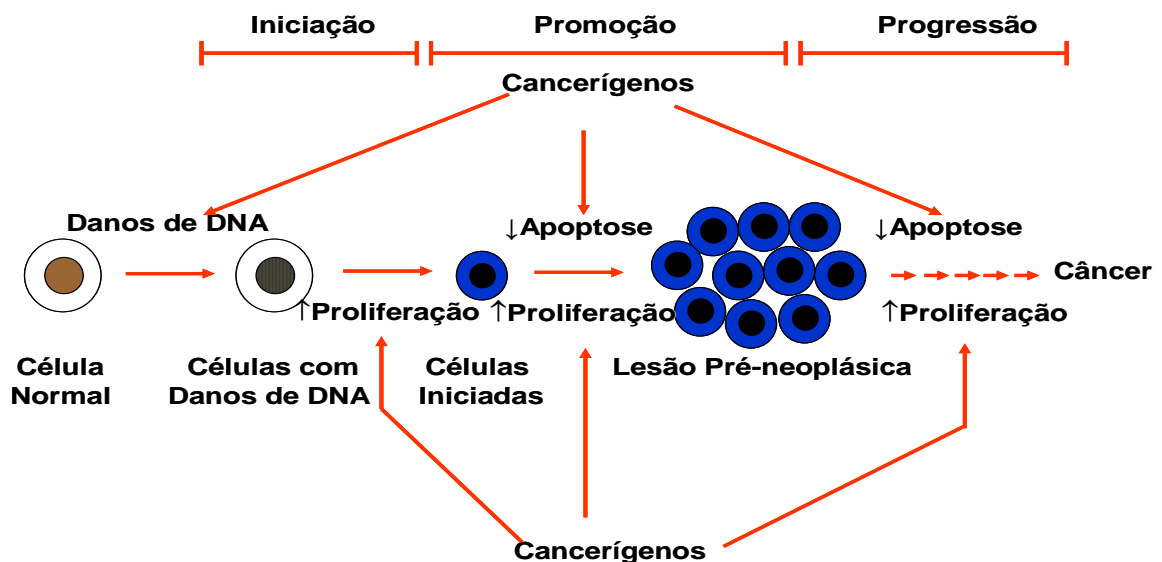 Iniciação Promoção Progressão
Cancerígenos
Danos de DNA ↓Apoptose ↓Apoptose
Câncer
↑Proliferação ↑Proliferação ↑Proliferação
Célula Normal
Células com Danos de DNA
Células Iniciadas
Lesão Pré-neoplásica
Cancerígenos